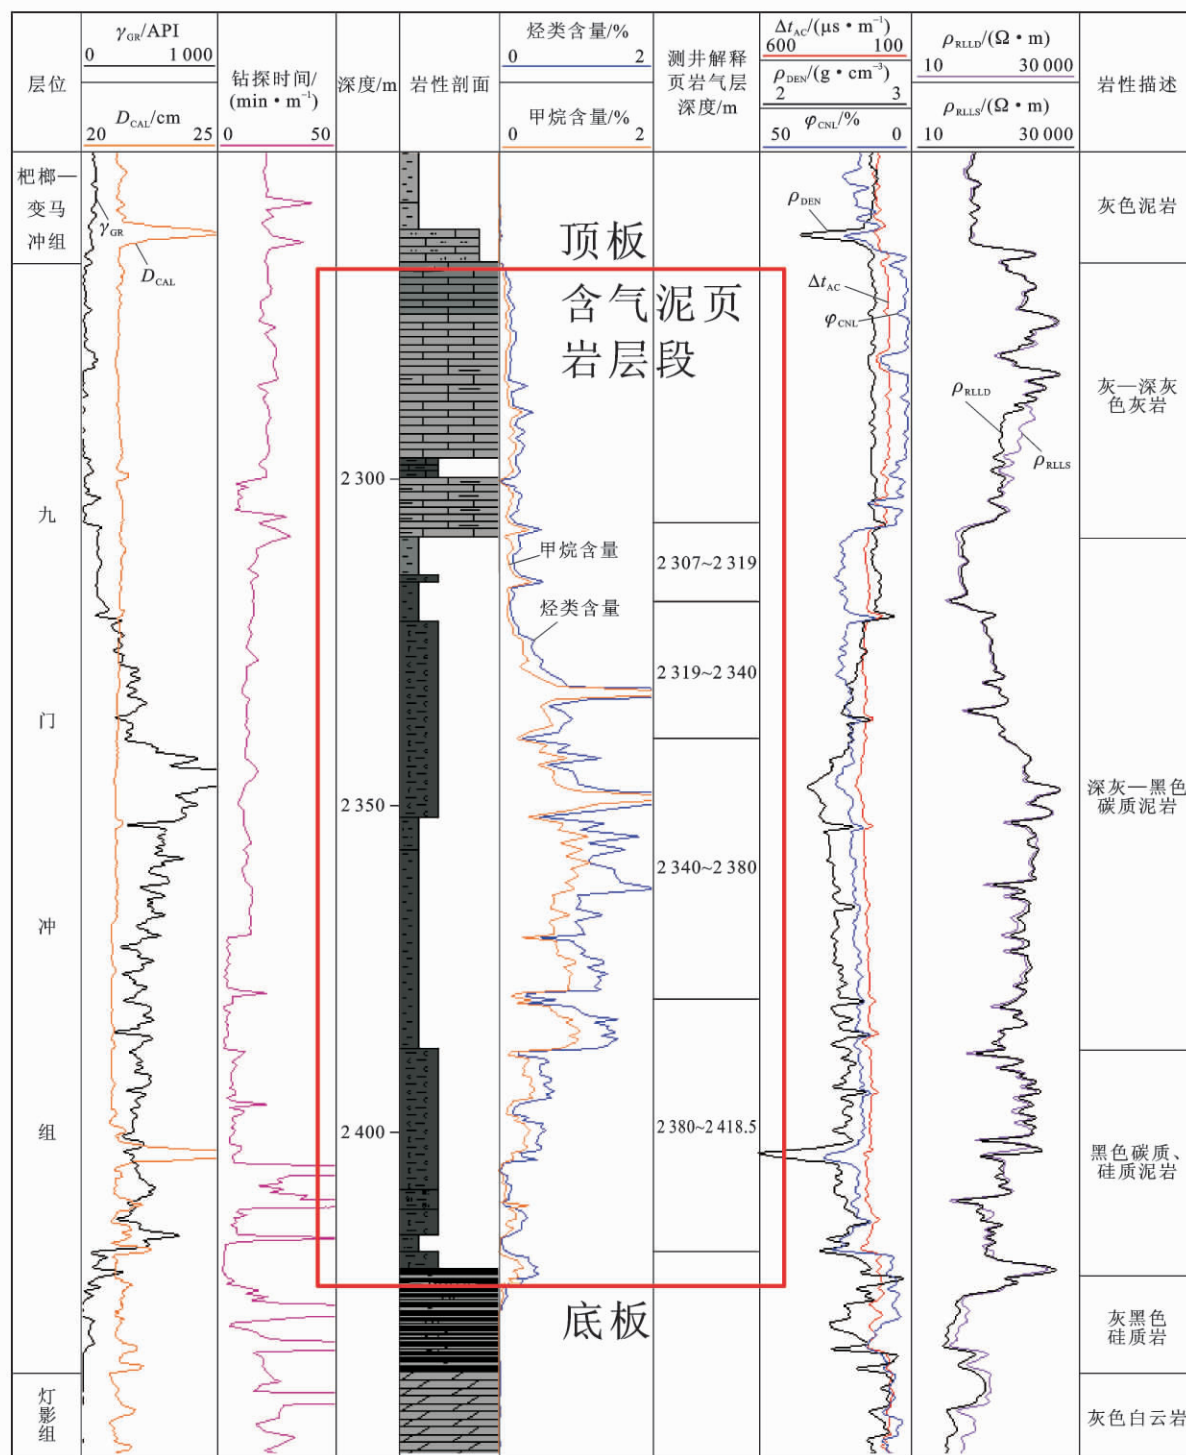 层位
γGR/API
0 1 000
DCAL/cm
20 25
钻探时间/
(min·m⁻¹)
0 50
深度/m
岩性剖面
烃类含量/%
0 2
甲烷含量/%
0 2
测井解释
页岩气层
深度/m
ΔtAC/(μs·m⁻¹)
600 100
ρDEN/(g·cm⁻³)
2 3
φCNL/%
50 0
ρRLLD/(Ω·m)
10 30 000
ρRLLS/(Ω·m)
10 30 000
岩性描述
杷榔—
变马
冲组
γGR
DCAL
顶板
ρDEN
灰色泥岩
含气泥页
岩层段
ΔtAC
φCNL
灰—深灰
色灰岩
ρRLLD
ρRLLS
2 300
九
门
冲
组
甲烷含量
烃类含量
2 307~2 319
2 319~2 340
2 350
2 340~2 380
深灰—黑色
碳质泥岩
2 400
2 380~2 418.5
黑色碳质、
硅质泥岩
底板
灰黑色
硅质岩
灯
影
组
灰色白云岩